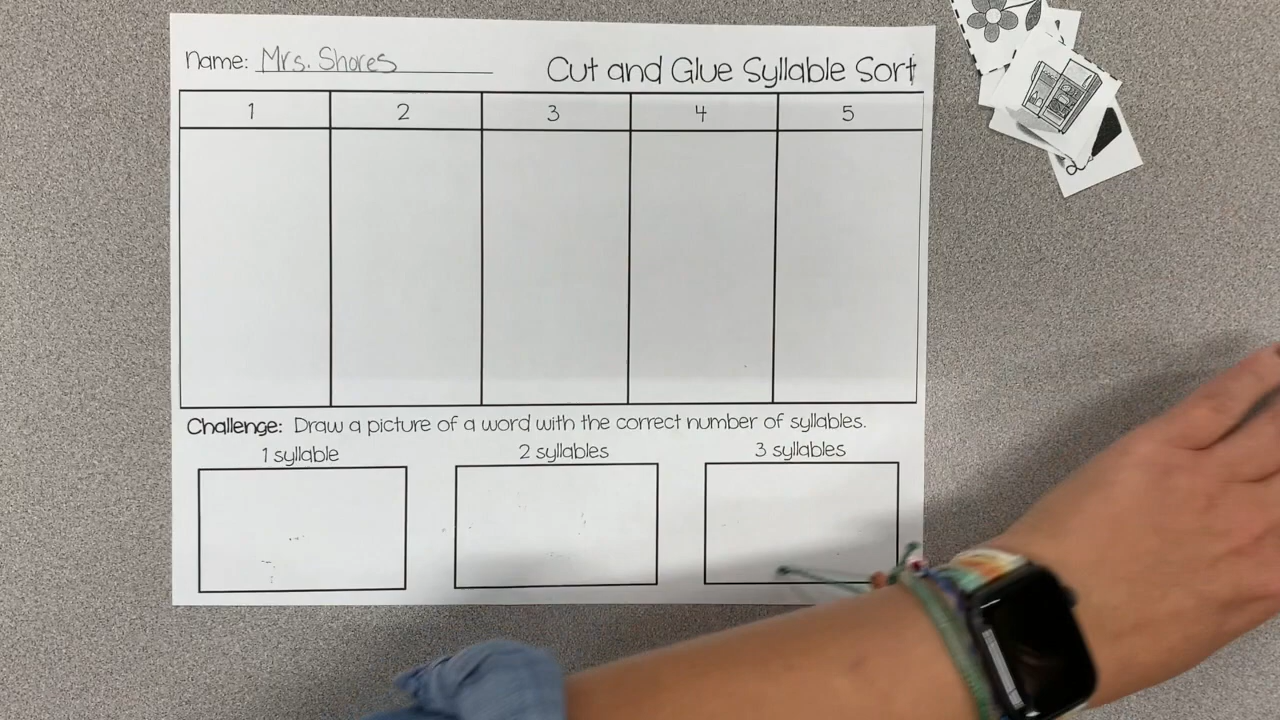 Name: Mrs. Shores
Cut and Glue Syllable Sort
1 2 3 4 5
Challenge: Draw a picture of a word with the correct number of syllables.
1 syllable 2 syllables 3 syllables